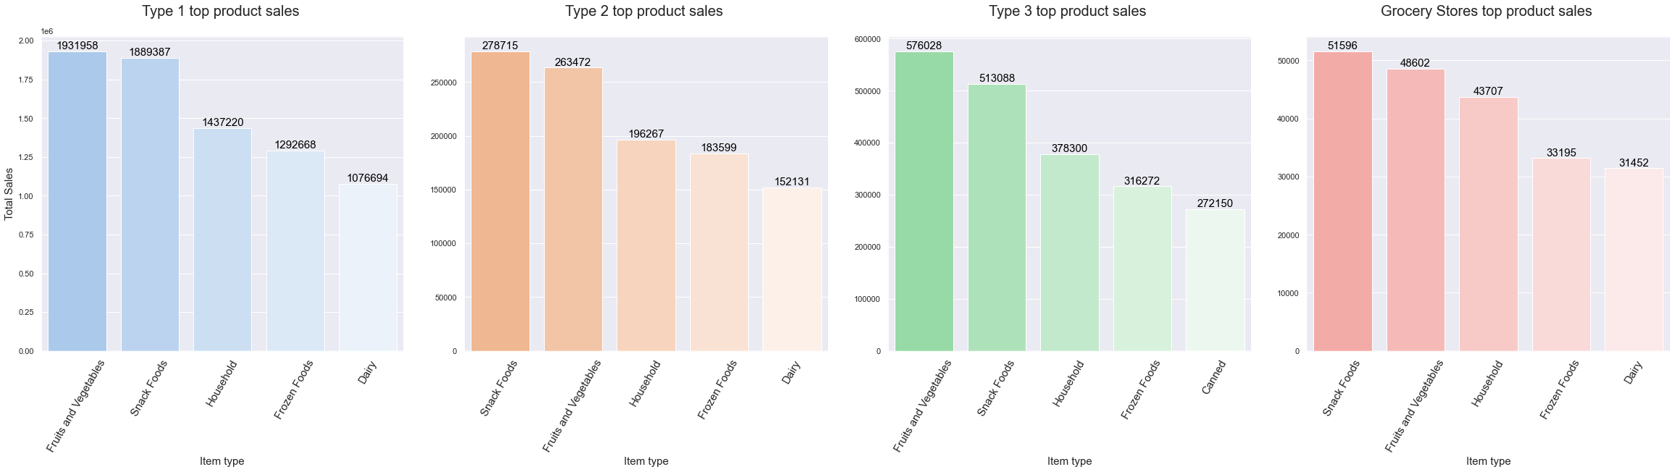 Type 1 top product sales
1e6
2.00
1.75
1.50
1.25
1.00
0.75
0.50
0.25
0.00
Total Sales
1931958
1889387
1437220
1292668
1076694
Fruits and Vegetables
Snack Foods
Household
Frozen Foods
Dairy
Item type
Type 2 top product sales
250000
200000
150000
100000
50000
0
278715
263472
196267
183599
152131
Snack Foods
Fruits and Vegetables
Household
Frozen Foods
Dairy
Item type
Type 3 top product sales
600000
500000
400000
300000
200000
100000
0
576028
513088
378300
316272
272150
Fruits and Vegetables
Snack Foods
Household
Frozen Foods
Canned
Item type
Grocery Stores top product sales
50000
40000
30000
20000
10000
0
51596
48602
43707
33195
31452
Snack Foods
Fruits and Vegetables
Household
Frozen Foods
Dairy
Item type